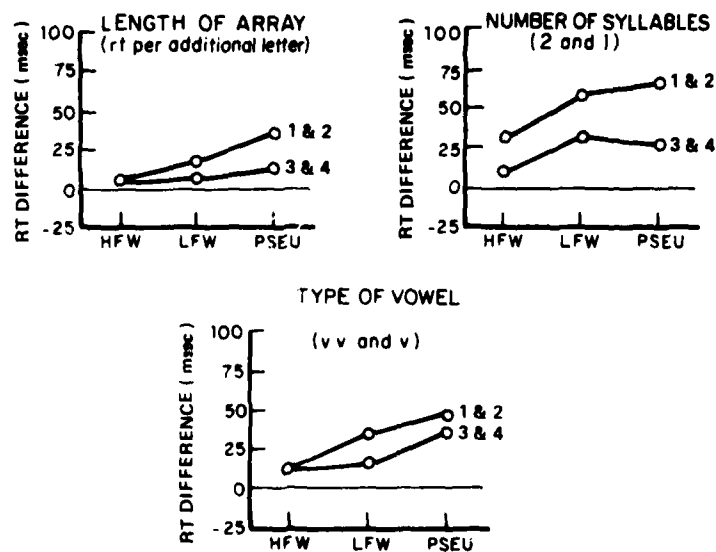 LENGTH OF ARRAY
(rt per additional letter)
RT DIFFERENCE (msec)
100
75
50
25
0
-25
1 & 2
3 & 4
HFW LFW PSEU
NUMBER OF SYLLABLES
(2 and 1)
RT DIFFERENCE (msec)
100
75
50
25
0
-25
1 & 2
3 & 4
HFW LFW PSEU
TYPE OF VOWEL
(vv and v)
RT DIFFERENCE (msec)
100
75
50
25
0
-25
1 & 2
3 & 4
HFW LFW PSEU